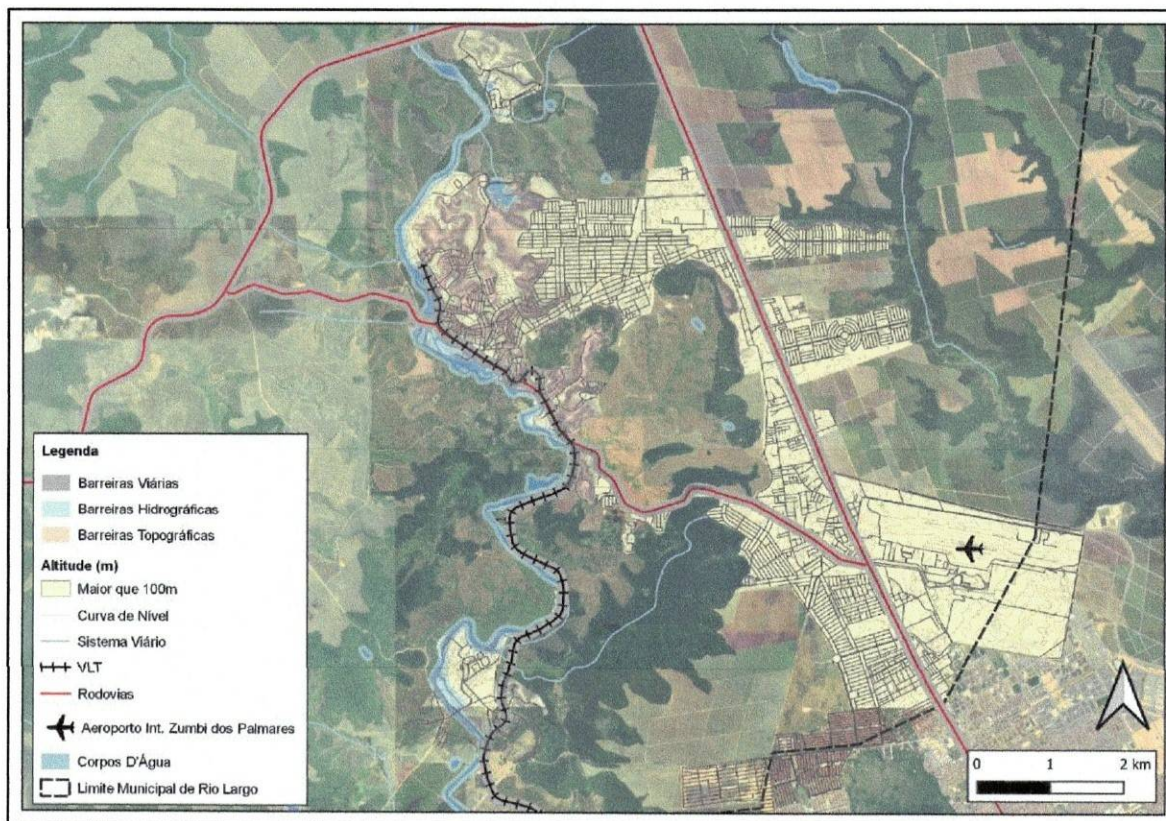 Legenda
Barreiras Viárias
Barreiras Hidrográficas
Barreiras Topográficas
Altitude (m)
Maior que 100m
Curva de Nível
Sistema Viário
VLT
Rodovias
Aeroporto Int. Zumbi dos Palmares
Corpos D'Água
Limite Municipal de Rio Largo
0 1 2 km